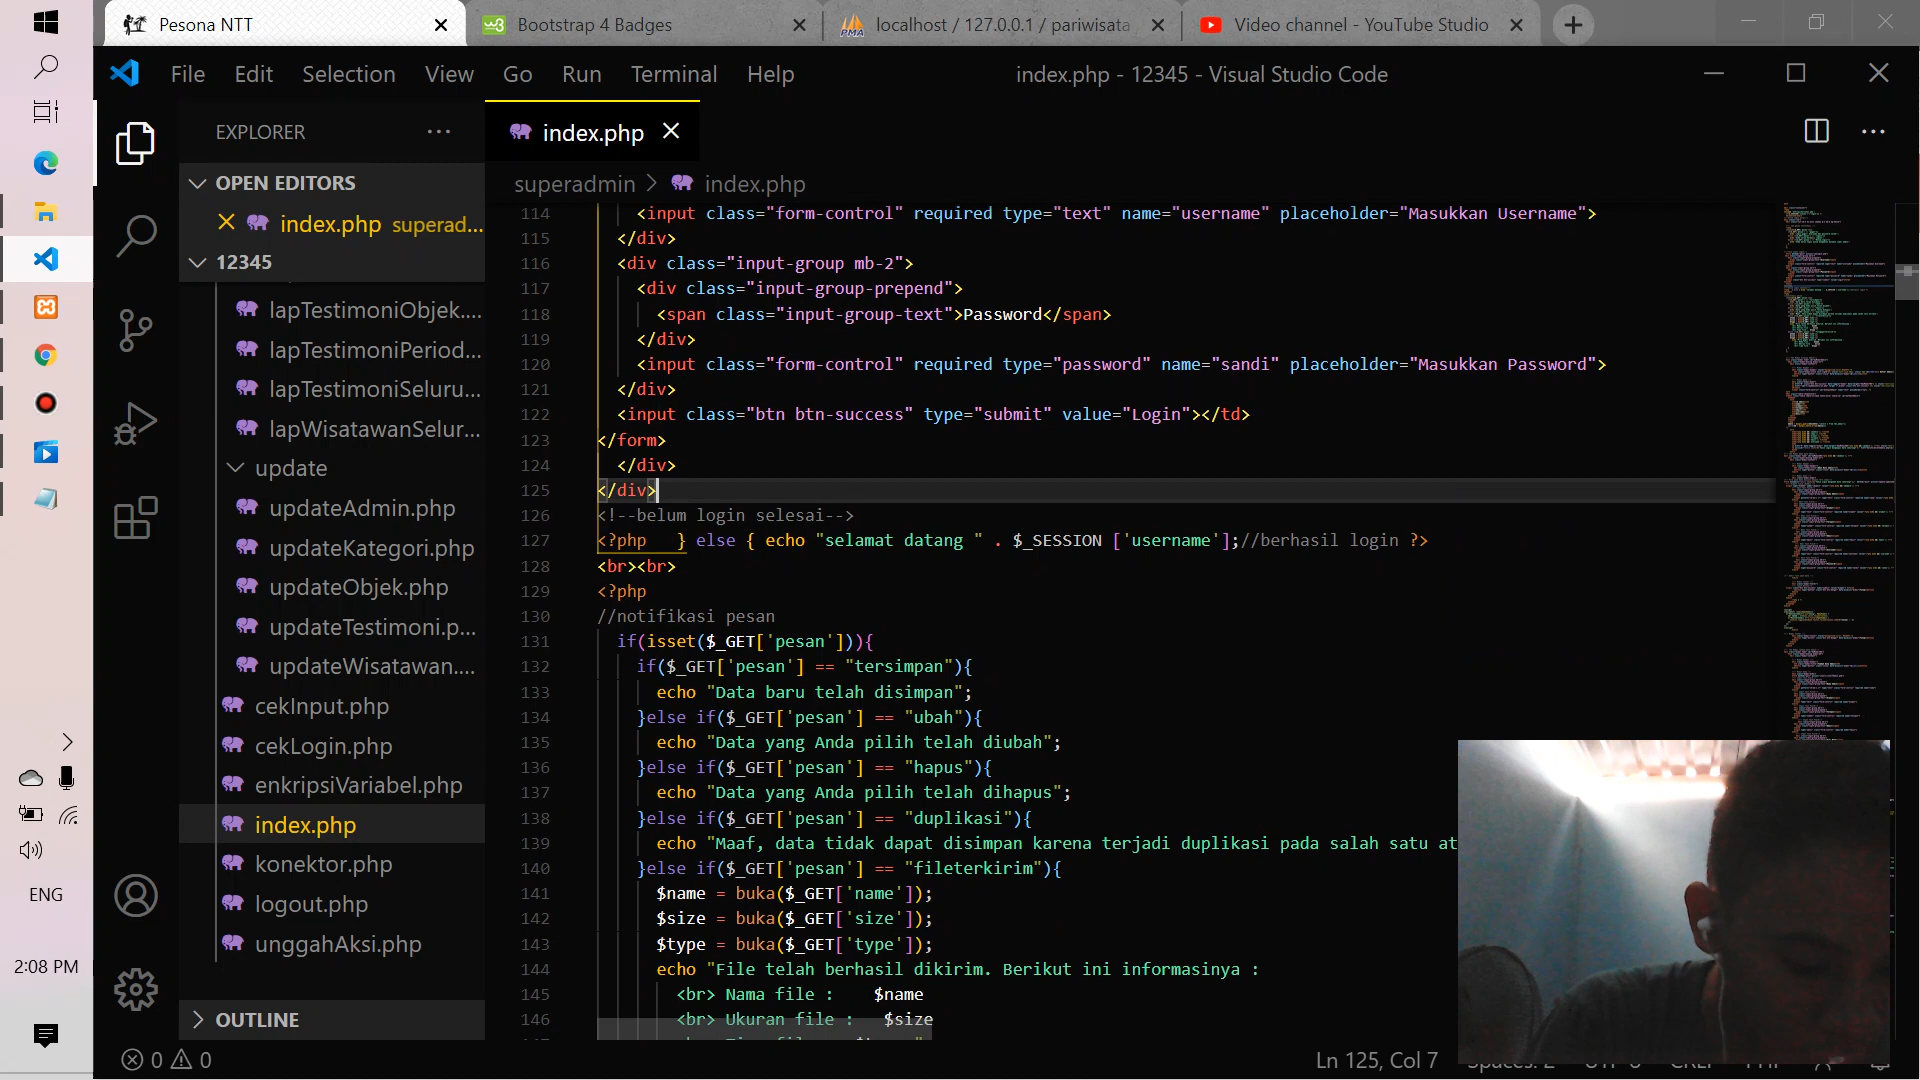 Pesona NTT
Bootstrap 4 Badges
localhost / 127.0.0.1 / pariwisata
Video channel - YouTube Studio
File Edit Selection View Go Run Terminal Help
index.php - 12345 - Visual Studio Code
EXPLORER
OPEN EDITORS
index.php superad...
12345
lapTestimoniObjek....
lapTestimoniPeriod...
lapTestimoniSeluru...
lapWisatawanSelur...
update
updateAdmin.php
updateKategori.php
updateObjek.php
updateTestimoni.p...
updateWisatawan....
cekInput.php
cekLogin.php
enkripsiVariabel.php
index.php
konektor.php
logout.php
unggahAksi.php
OUTLINE
index.php
superadmin > index.php
114 <input class="form-control" required type="text" name="username" placeholder="Masukkan Username">
115 </div>
116 <div class="input-group mb-2">
117 <div class="input-group-prepend">
118 <span class="input-group-text">Password</span>
119 </div>
120 <input class="form-control" required type="password" name="sandi" placeholder="Masukkan Password">
121 </div>
122 <input class="btn btn-success" type="submit" value="Login"></td>
123 </form>
124 </div>
125 </div>
126 <!--belum login selesai-->
127 <?php } else { echo "selamat datang " . $_SESSION ['username'];//berhasil login ?>
128 <br><br>
129 <?php
130 //notifikasi pesan
131 if(isset($_GET['pesan'])){
132 if($_GET['pesan'] == "tersimpan"){
133 echo "Data baru telah disimpan";
134 }else if($_GET['pesan'] == "ubah"){
135 echo "Data yang Anda pilih telah diubah";
136 }else if($_GET['pesan'] == "hapus"){
137 echo "Data yang Anda pilih telah dihapus";
138 }else if($_GET['pesan'] == "duplikasi"){
139 echo "Maaf, data tidak dapat disimpan karena terjadi duplikasi pada salah satu at
140 }else if($_GET['pesan'] == "fileterkirim"){
141 $name = buka($_GET['name']);
142 $size = buka($_GET['size']);
143 $type = buka($_GET['type']);
144 echo "File telah berhasil dikirim. Berikut ini informasinya :
145 <br> Nama file : $name
146 <br> Ukuran file : $size
ENG
2:08 PM
0 0
Ln 125, Col 7